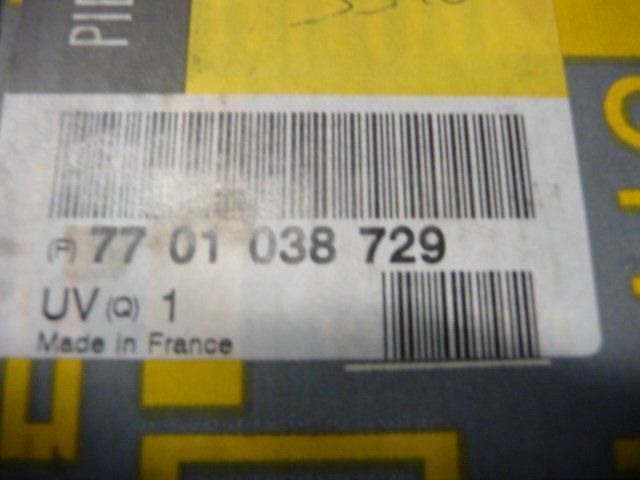 PIE
(P) 77 01 038 729
UV (Q) 1
Made in France